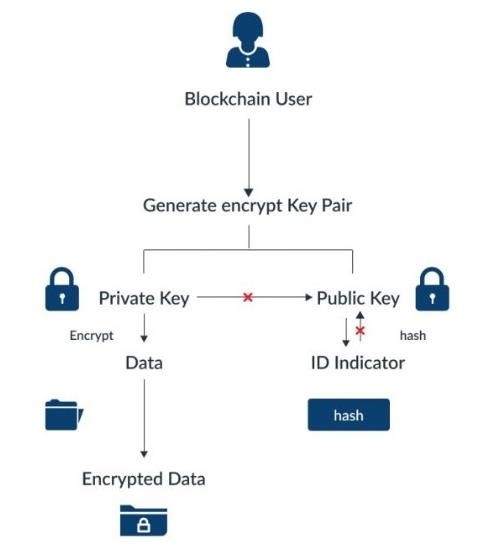 Blockchain User
Generate encrypt Key Pair
Private Key
Public Key
Encrypt
hash
Data
ID Indicator
hash
Encrypted Data